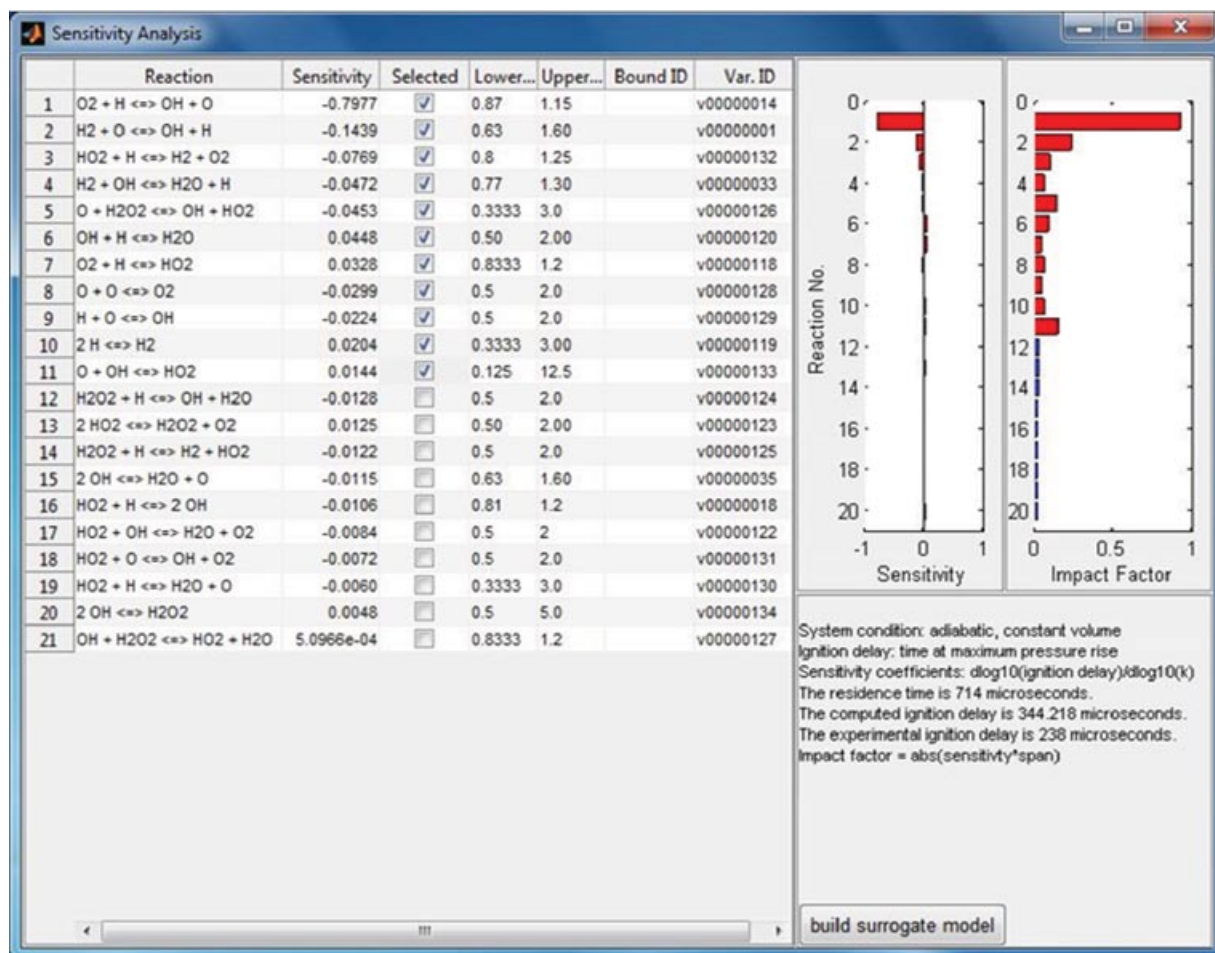 Sensitivity Analysis
Reaction Sensitivity Selected Lower... Upper... Bound ID Var. ID
1 O2 + H <=> OH + O -0.7977 0.87 1.15 v00000014
2 H2 + O <=> OH + H -0.1439 0.63 1.60 v00000001
3 HO2 + H <=> H2 + O2 -0.0769 0.8 1.25 v00000132
4 H2 + OH <=> H2O + H -0.0472 0.77 1.30 v00000033
5 O + H2O2 <=> OH + HO2 -0.0453 0.3333 3.0 v00000126
6 OH + H <=> H2O 0.0448 0.50 2.00 v00000120
7 O2 + H <=> HO2 0.0328 0.8333 1.2 v00000118
8 O + O <=> O2 -0.0299 0.5 2.0 v00000128
9 H + O <=> OH -0.0224 0.5 2.0 v00000129
10 2 H <=> H2 0.0204 0.3333 3.00 v00000119
11 O + OH <=> HO2 0.0144 0.125 12.5 v00000133
12 H2O2 + H <=> OH + H2O -0.0128 0.5 2.0 v00000124
13 2 HO2 <=> H2O2 + O2 0.0125 0.50 2.00 v00000123
14 H2O2 + H <=> H2 + HO2 -0.0122 0.5 2.0 v00000125
15 2 OH <=> H2O + O -0.0115 0.63 1.60 v00000035
16 HO2 + H <=> 2 OH -0.0106 0.81 1.2 v00000018
17 HO2 + OH <=> H2O + O2 -0.0084 0.5 2 v00000122
18 HO2 + O <=> OH + O2 -0.0072 0.5 2.0 v00000131
19 HO2 + H <=> H2O + O -0.0060 0.3333 3.0 v00000130
20 2 OH <=> H2O2 0.0048 0.5 5.0 v00000134
21 OH + H2O2 <=> HO2 + H2O 5.0966e-04 0.8333 1.2 v00000127
Reaction No.
0
2
4
6
8
10
12
14
16
18
20
-1 0 1
Sensitivity
0
2
4
6
8
10
12
14
16
18
20
0 0.5 1
Impact Factor
System condition: adiabatic, constant volume
Ignition delay: time at maximum pressure rise
Sensitivity coefficients: dlog10(ignition delay)/dlog10(k)
The residence time is 714 microseconds.
The computed ignition delay is 344.218 microseconds.
The experimental ignition delay is 238 microseconds.
Impact factor = abs(sensitivty*span)
build surrogate model